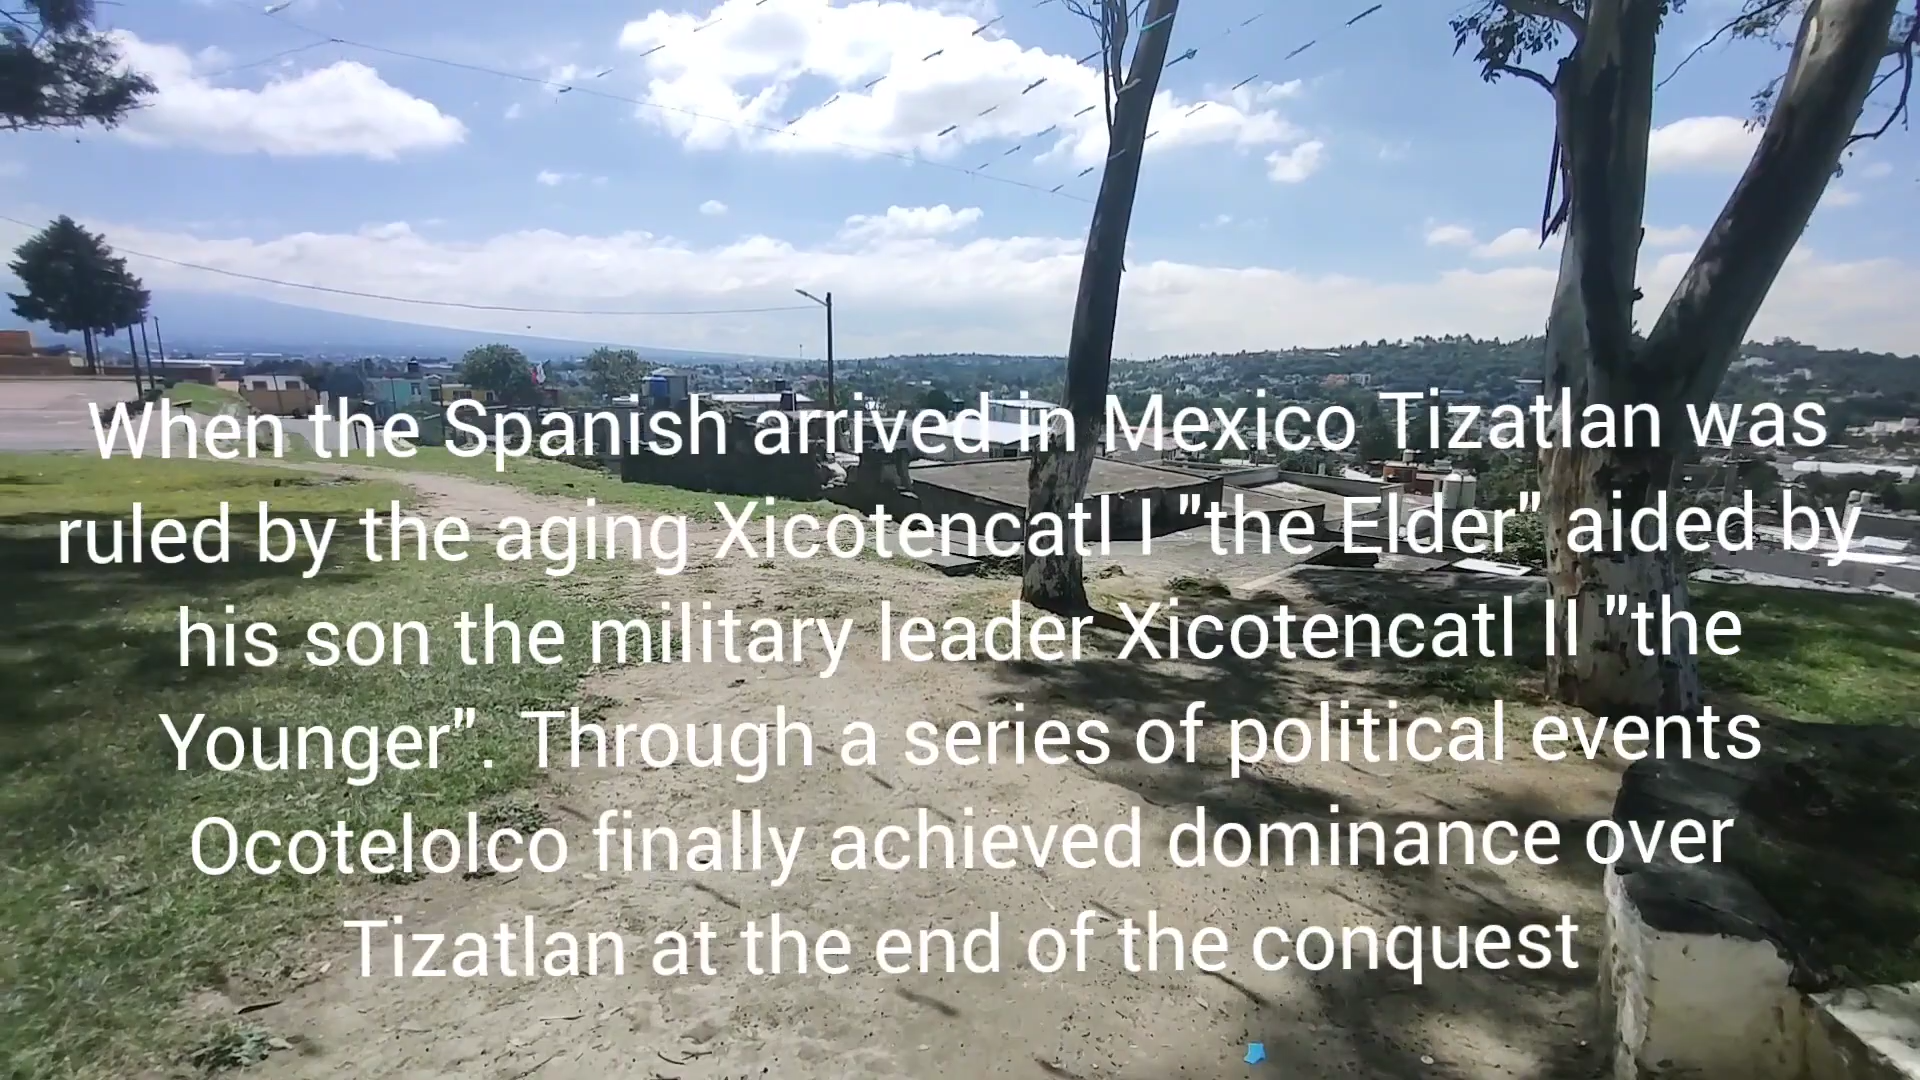 When the Spanish arrived in Mexico Tizatlan was
ruled by the aging Xicotencatl I "the Elder" aided by
his son the military leader Xicotencatl II "the
Younger". Through a series of political events
Ocotelolco finally achieved dominance over
Tizatlan at the end of the conquest